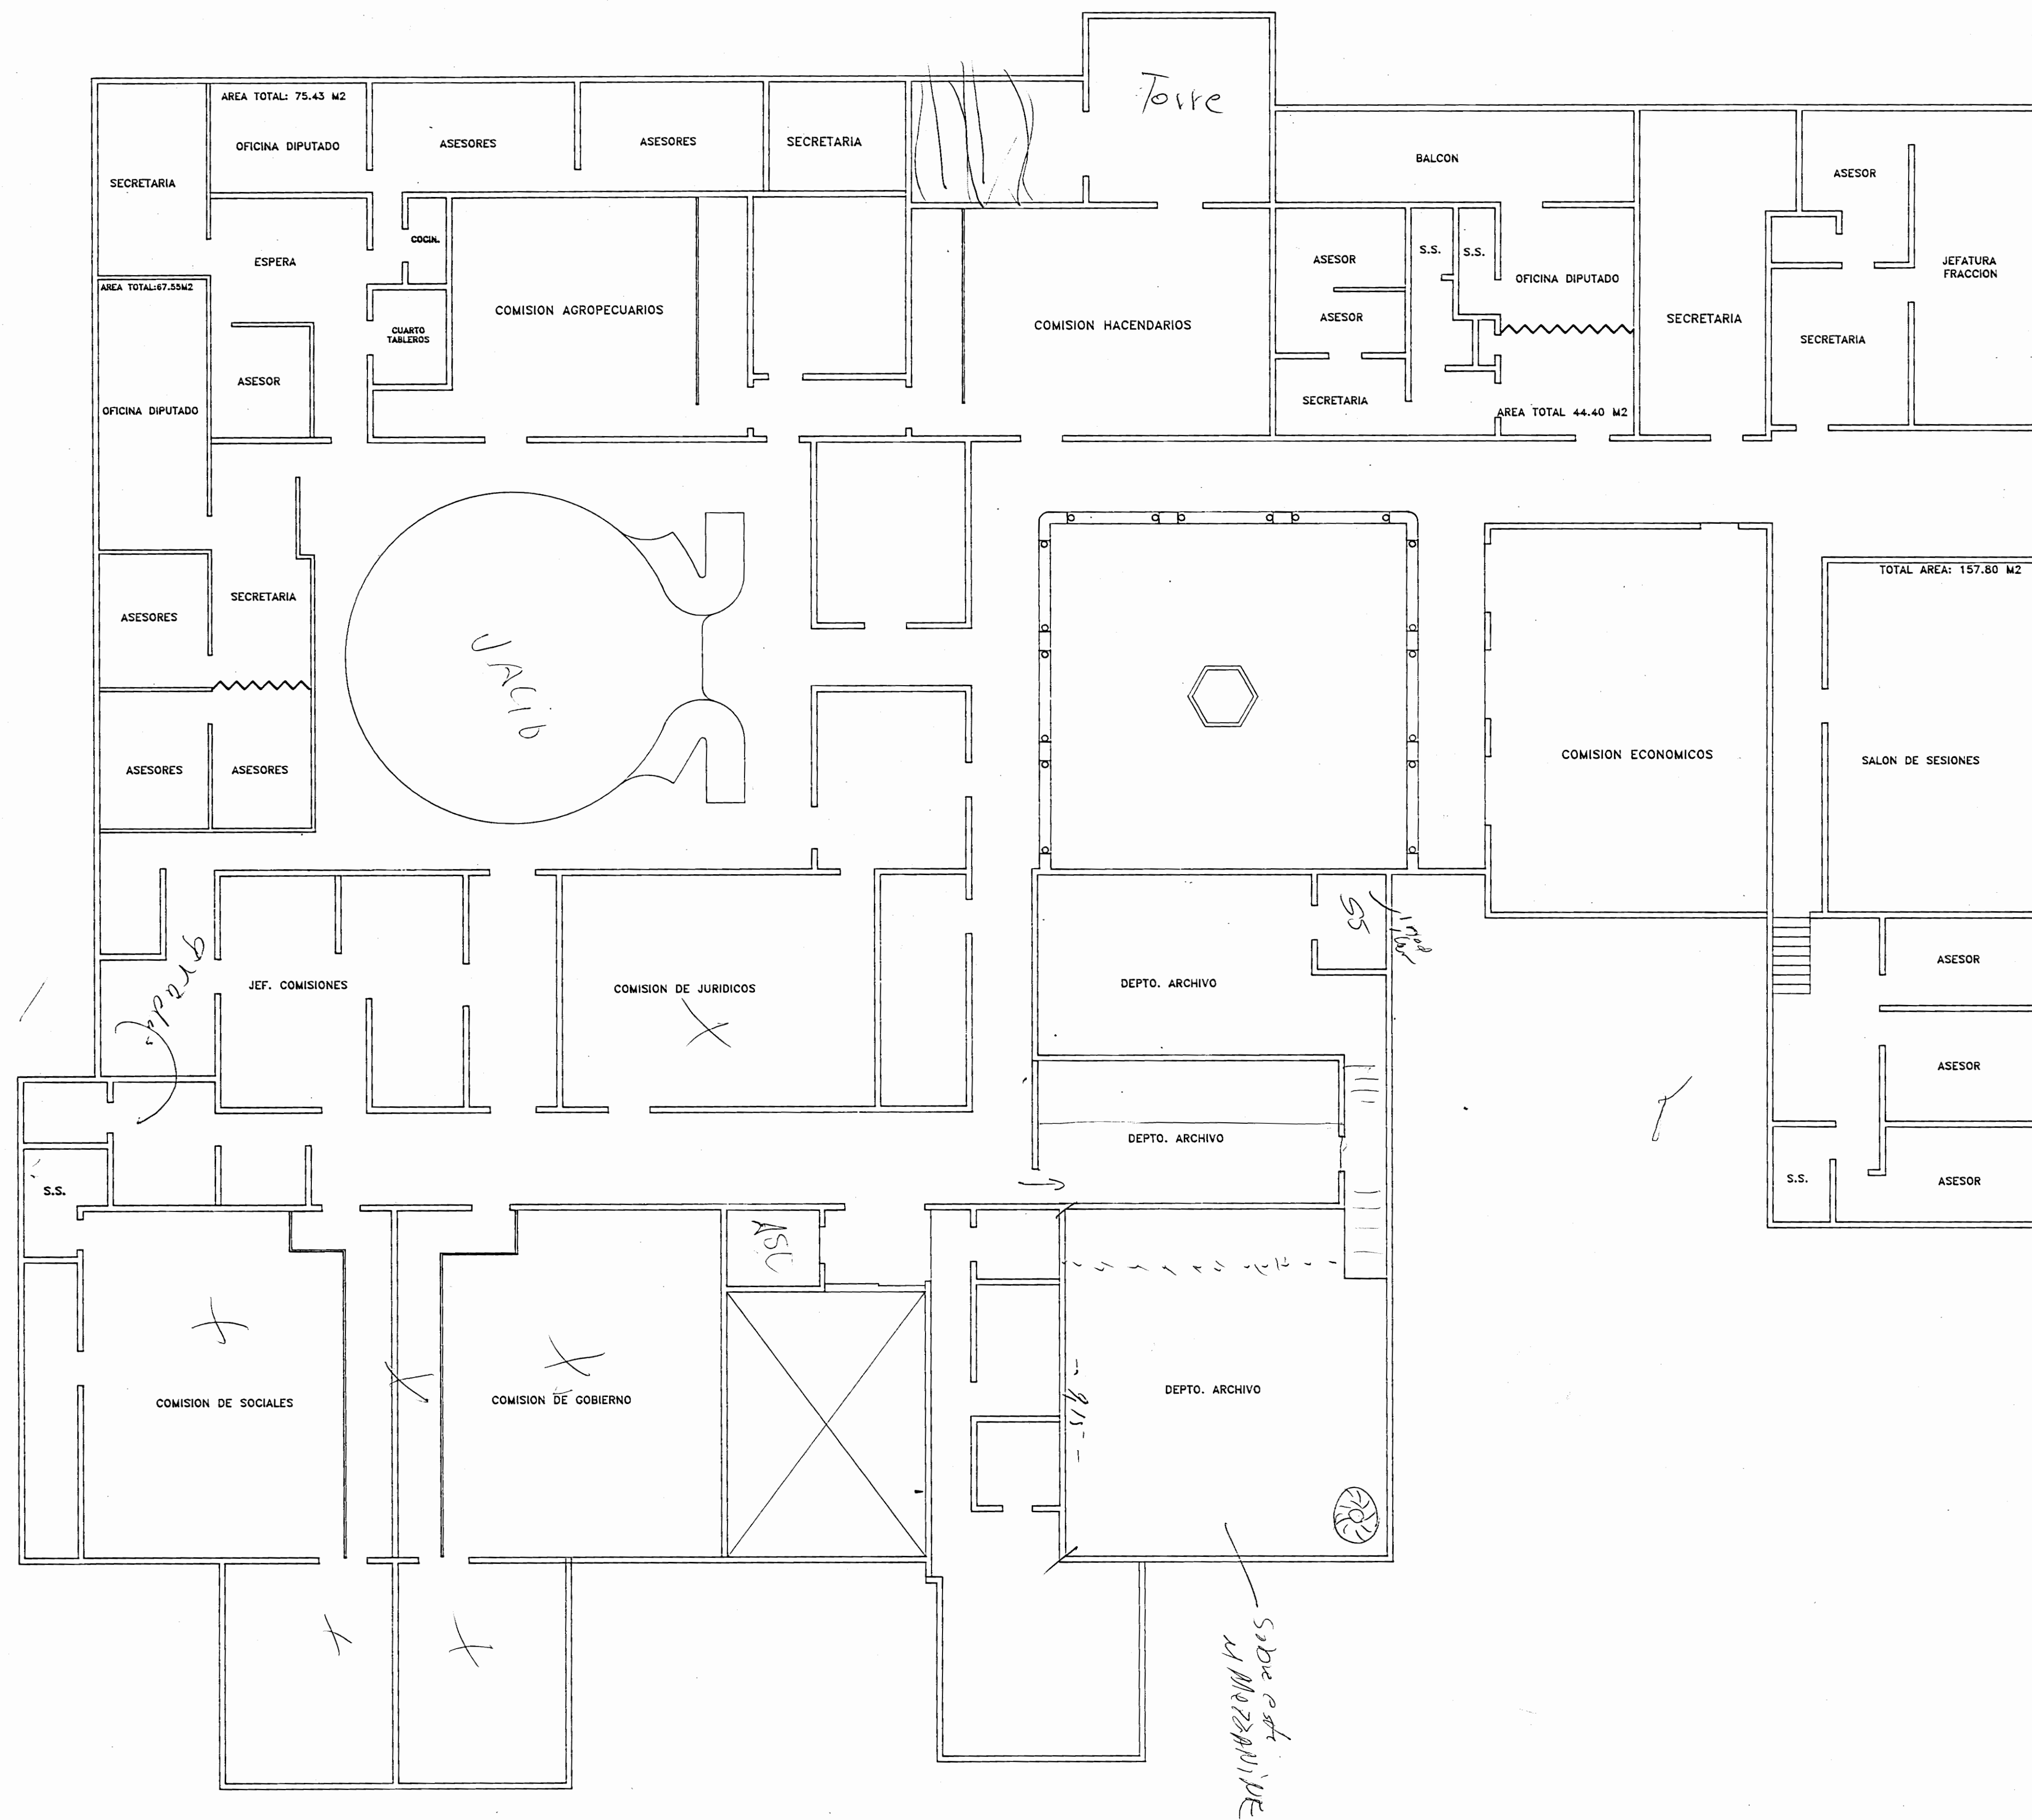 Torre
AREA TOTAL: 75.43 M2
OFICINA DIPUTADO
ASESORES
ASESORES
SECRETARIA
BALCON
ASESOR
SECRETARIA
COCIN.
ESPERA
S.S.
S.S.
ASESOR
JEFATURA
FRACCION
OFICINA DIPUTADO
AREA TOTAL:67.55M2
COMISION AGROPECUARIOS
COMISION HACENDARIOS
ASESOR
SECRETARIA
SECRETARIA
CUARTO
TABLEROS
ASESOR
OFICINA DIPUTADO
SECRETARIA
AREA TOTAL 44.40 M2
TOTAL AREA: 157.80 M2
SECRETARIA
ASESORES
COMISION ECONOMICOS
SALON DE SESIONES
ASESORES
ASESORES
SS
JEF. COMISIONES
COMISION DE JURIDICOS
DEPTO. ARCHIVO
ASESOR
ASESOR
DEPTO. ARCHIVO
S.S.
S.S.
ASESOR
COMISION DE SOCIALES
COMISION DE GOBIERNO
DEPTO. ARCHIVO